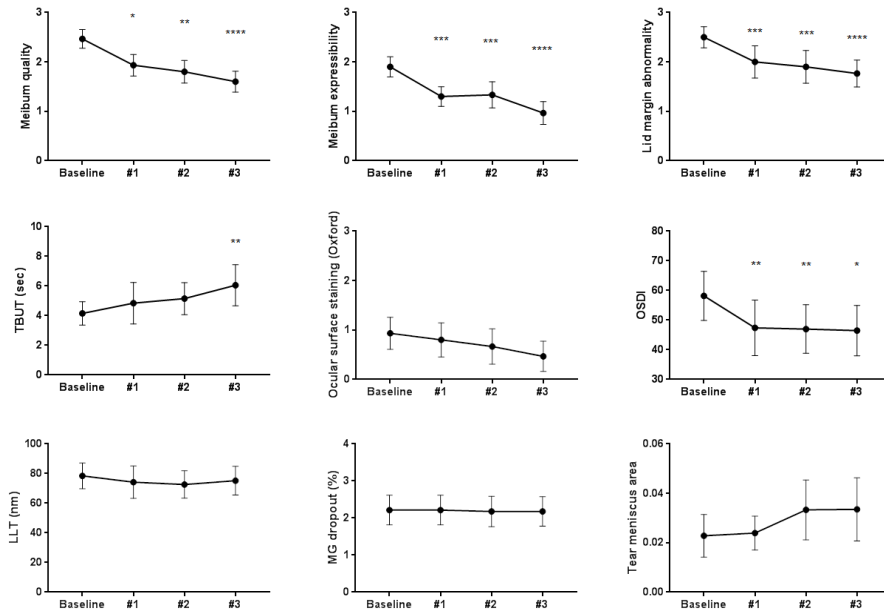 Meibum quality
3
2
1
0
* ** ****
Baseline #1 #2 #3
Meibum expressibility
3
2
1
0
*** *** ****
Baseline #1 #2 #3
Lid margin abnormality
3
2
1
0
*** *** ****
Baseline #1 #2 #3
TBUT (sec)
10
8
6
4
2
0
**
Baseline #1 #2 #3
Ocular surface staining (Oxford)
3
2
1
0
Baseline #1 #2 #3
OSDI
80
70
60
50
40
30
** ** *
Baseline #1 #2 #3
LLT (nm)
100
80
60
40
20
0
Baseline #1 #2 #3
MG dropout (%)
4
3
2
1
0
Baseline #1 #2 #3
Tear meniscus area
0.06
0.04
0.02
0.00
Baseline #1 #2 #3